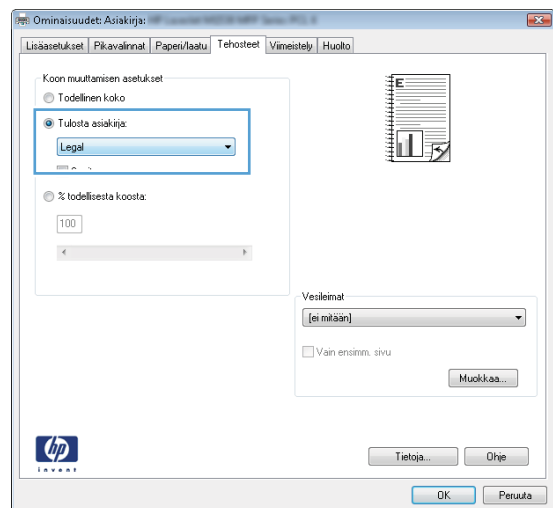 Ominaisuudet: Asiakirja:
Lisäasetukset Pikavalinnat Paperi/laatu Tehosteet Viimeistely Huolto
Koon muuttamisen asetukset
Todellinen koko
Tulosta asiakirja:
Legal
% todellisesta koosta:
100
E
Vesileimat
[ei mitään]
Vain ensimm. sivu
Muokkaa...
hp
invent
Tietoja... Ohje
OK Peruuta